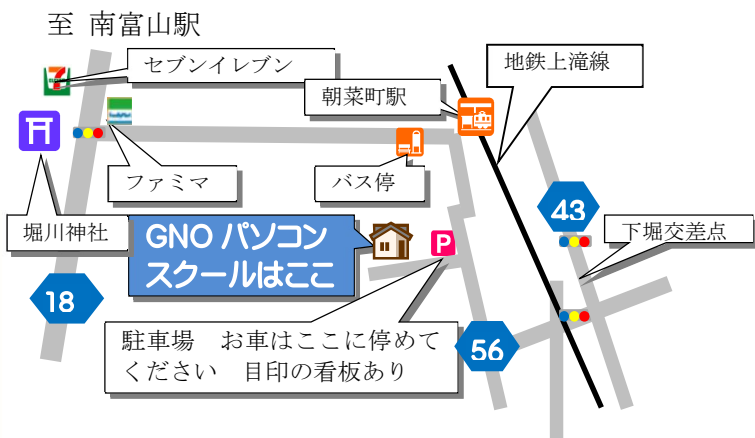 至 南富山駅
セブンイレブン
地鉄上滝線
朝菜町駅
FamilyMart
ファミマ
バス停
堀川神社
GNO パソコン
スクールはここ
P
43
下堀交差点
18
駐車場 お車はここに停めて
ください 目印の看板あり
56